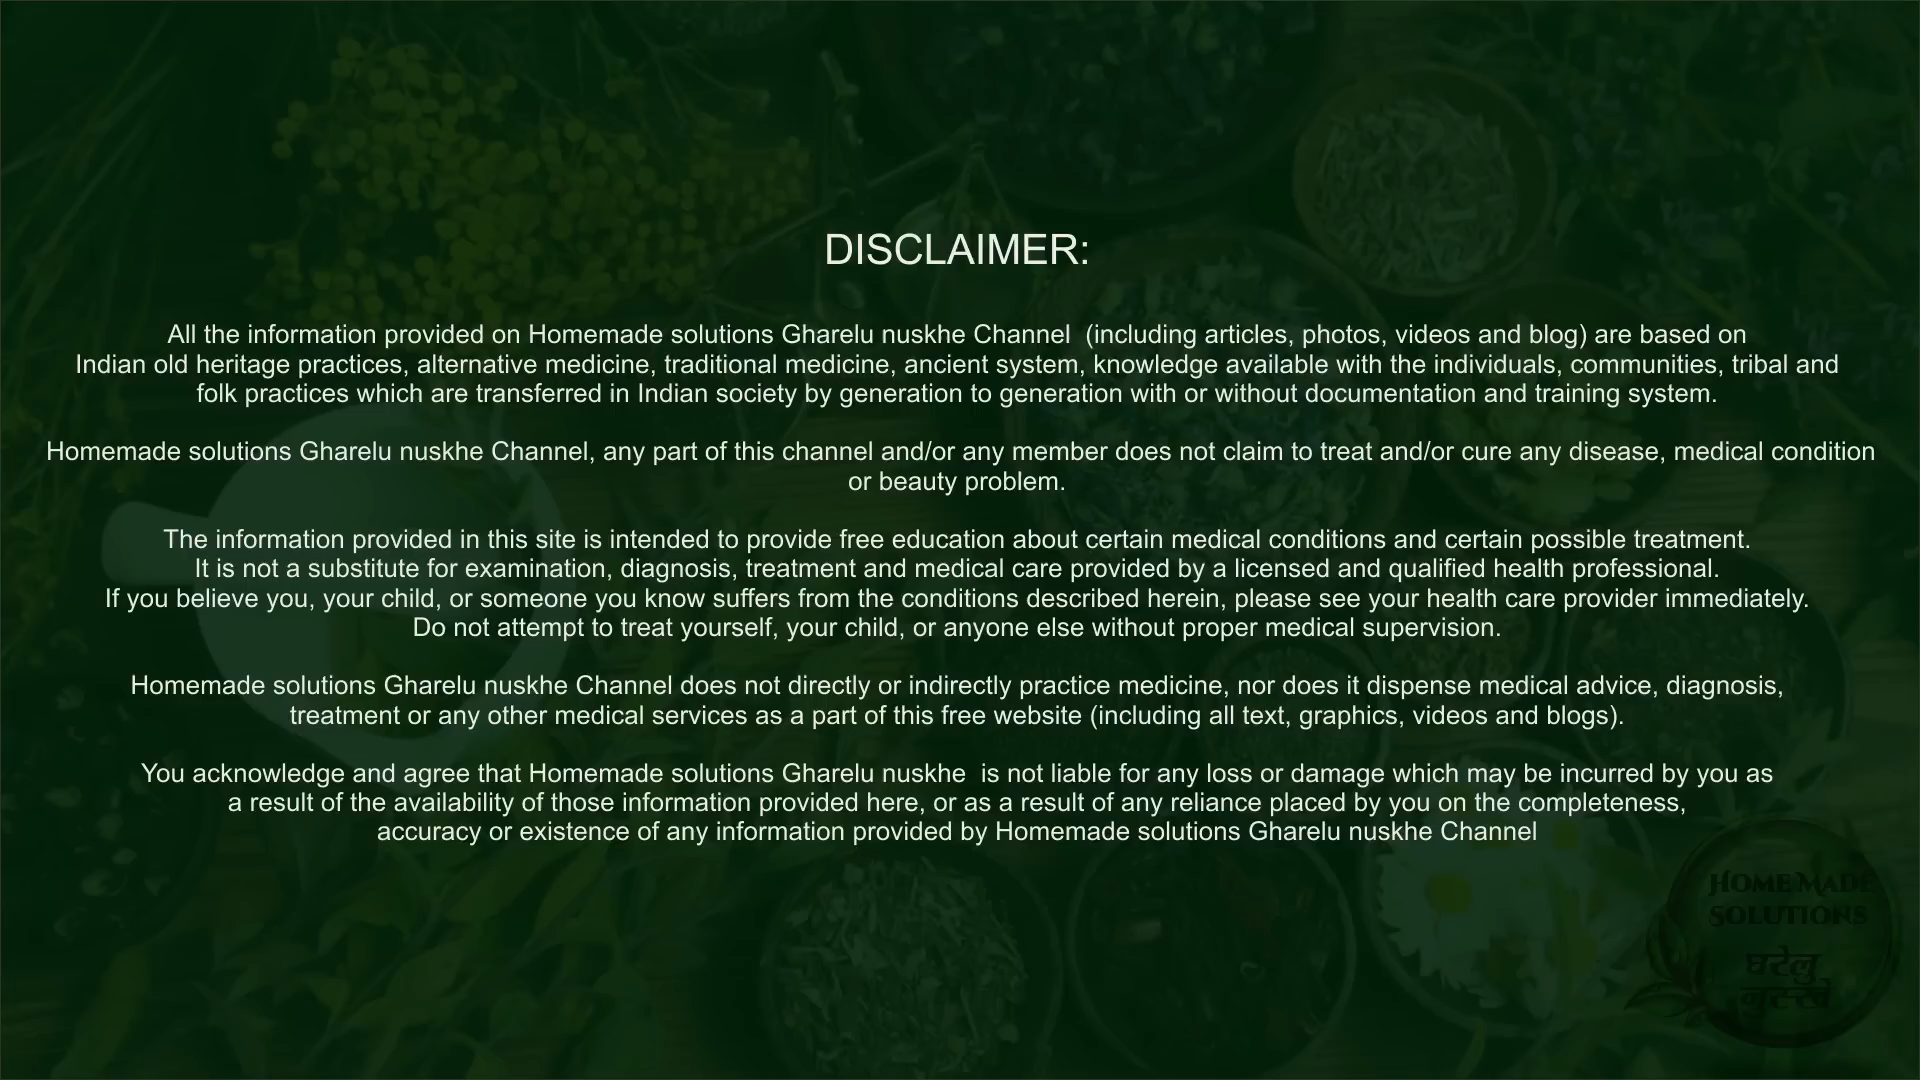 DISCLAIMER:
All the information provided on Homemade solutions Gharelu nuskhe Channel  (including articles, photos, videos and blog) are based on
Indian old heritage practices, alternative medicine, traditional medicine, ancient system, knowledge available with the individuals, communities, tribal and
folk practices which are transferred in Indian society by generation to generation with or without documentation and training system.
Homemade solutions Gharelu nuskhe Channel, any part of this channel and/or any member does not claim to treat and/or cure any disease, medical condition
or beauty problem.
The information provided in this site is intended to provide free education about certain medical conditions and certain possible treatment.
It is not a substitute for examination, diagnosis, treatment and medical care provided by a licensed and qualified health professional.
If you believe you, your child, or someone you know suffers from the conditions described herein, please see your health care provider immediately.
Do not attempt to treat yourself, your child, or anyone else without proper medical supervision.
Homemade solutions Gharelu nuskhe Channel does not directly or indirectly practice medicine, nor does it dispense medical advice, diagnosis,
treatment or any other medical services as a part of this free website (including all text, graphics, videos and blogs).
You acknowledge and agree that Homemade solutions Gharelu nuskhe  is not liable for any loss or damage which may be incurred by you as
a result of the availability of those information provided here, or as a result of any reliance placed by you on the completeness,
accuracy or existence of any information provided by Homemade solutions Gharelu nuskhe Channel
HOME MADE
SOLUTIONS
घरेलु
नुस्खे